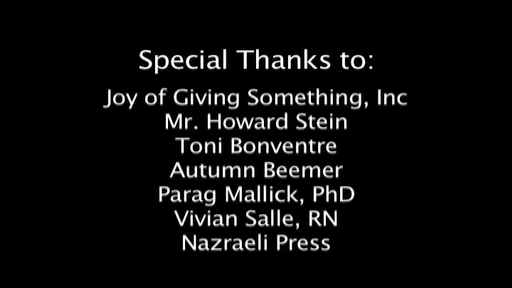 Special Thanks to:
Joy of Giving Something, Inc
Mr. Howard Stein
Toni Bonventre
Autumn Beemer
Parag Mallick, PhD
Vivian Salle, RN
Nazraeli Press